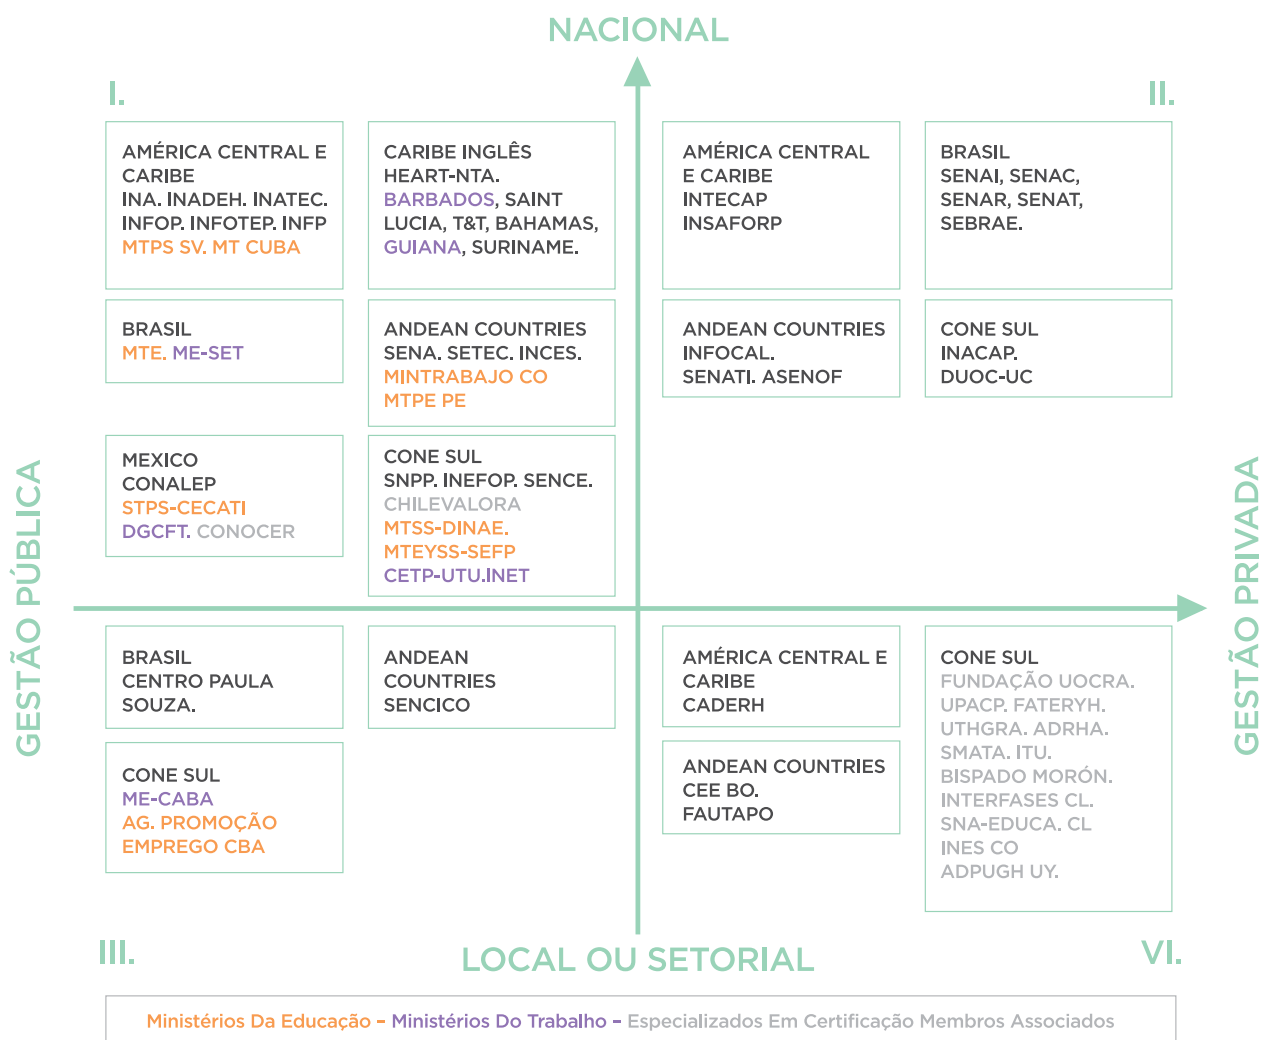 NACIONAL
I.
II.
AMÉRICA CENTRAL E
CARIBE
INA. INADEH. INATEC.
INFOP. INFOTEP. INFP
MTPS SV. MT CUBA
CARIBE INGLÊS
HEART-NTA.
BARBADOS, SAINT
LUCIA, T&T, BAHAMAS,
GUIANA, SURINAME.
AMÉRICA CENTRAL
E CARIBE
INTECAP
INSAFORP
BRASIL
SENAI, SENAC,
SENAR, SENAT,
SEBRAE.
BRASIL
MTE. ME-SET
ANDEAN COUNTRIES
SENA. SETEC. INCES.
MINTRABAJO CO
MTPE PE
ANDEAN COUNTRIES
INFOCAL.
SENATI. ASENOF
CONE SUL
INACAP.
DUOC-UC
MEXICO
CONALEP
STPS-CECATI
DGCFT. CONOCER
CONE SUL
SNPP. INEFOP. SENCE.
CHILEVALORA
MTSS-DINAE.
MTEYSS-SEFP
CETP-UTU.INET
GESTÃO PÚBLICA
GESTÃO PRIVADA
BRASIL
CENTRO PAULA
SOUZA.
ANDEAN
COUNTRIES
SENCICO
AMÉRICA CENTRAL E
CARIBE
CADERH
CONE SUL
FUNDAÇÃO UOCRA.
UPACP. FATERYH.
UTHGRA. ADRHA.
SMATA. ITU.
BISPADO MORÓN.
INTERFASES CL.
SNA-EDUCA. CL
INES CO
ADPUGH UY.
CONE SUL
ME-CABA
AG. PROMOÇÃO
EMPREGO CBA
ANDEAN COUNTRIES
CEE BO.
FAUTAPO
III.
LOCAL OU SETORIAL
VI.
Ministérios Da Educação – Ministérios Do Trabalho – Especializados Em Certificação Membros Associados